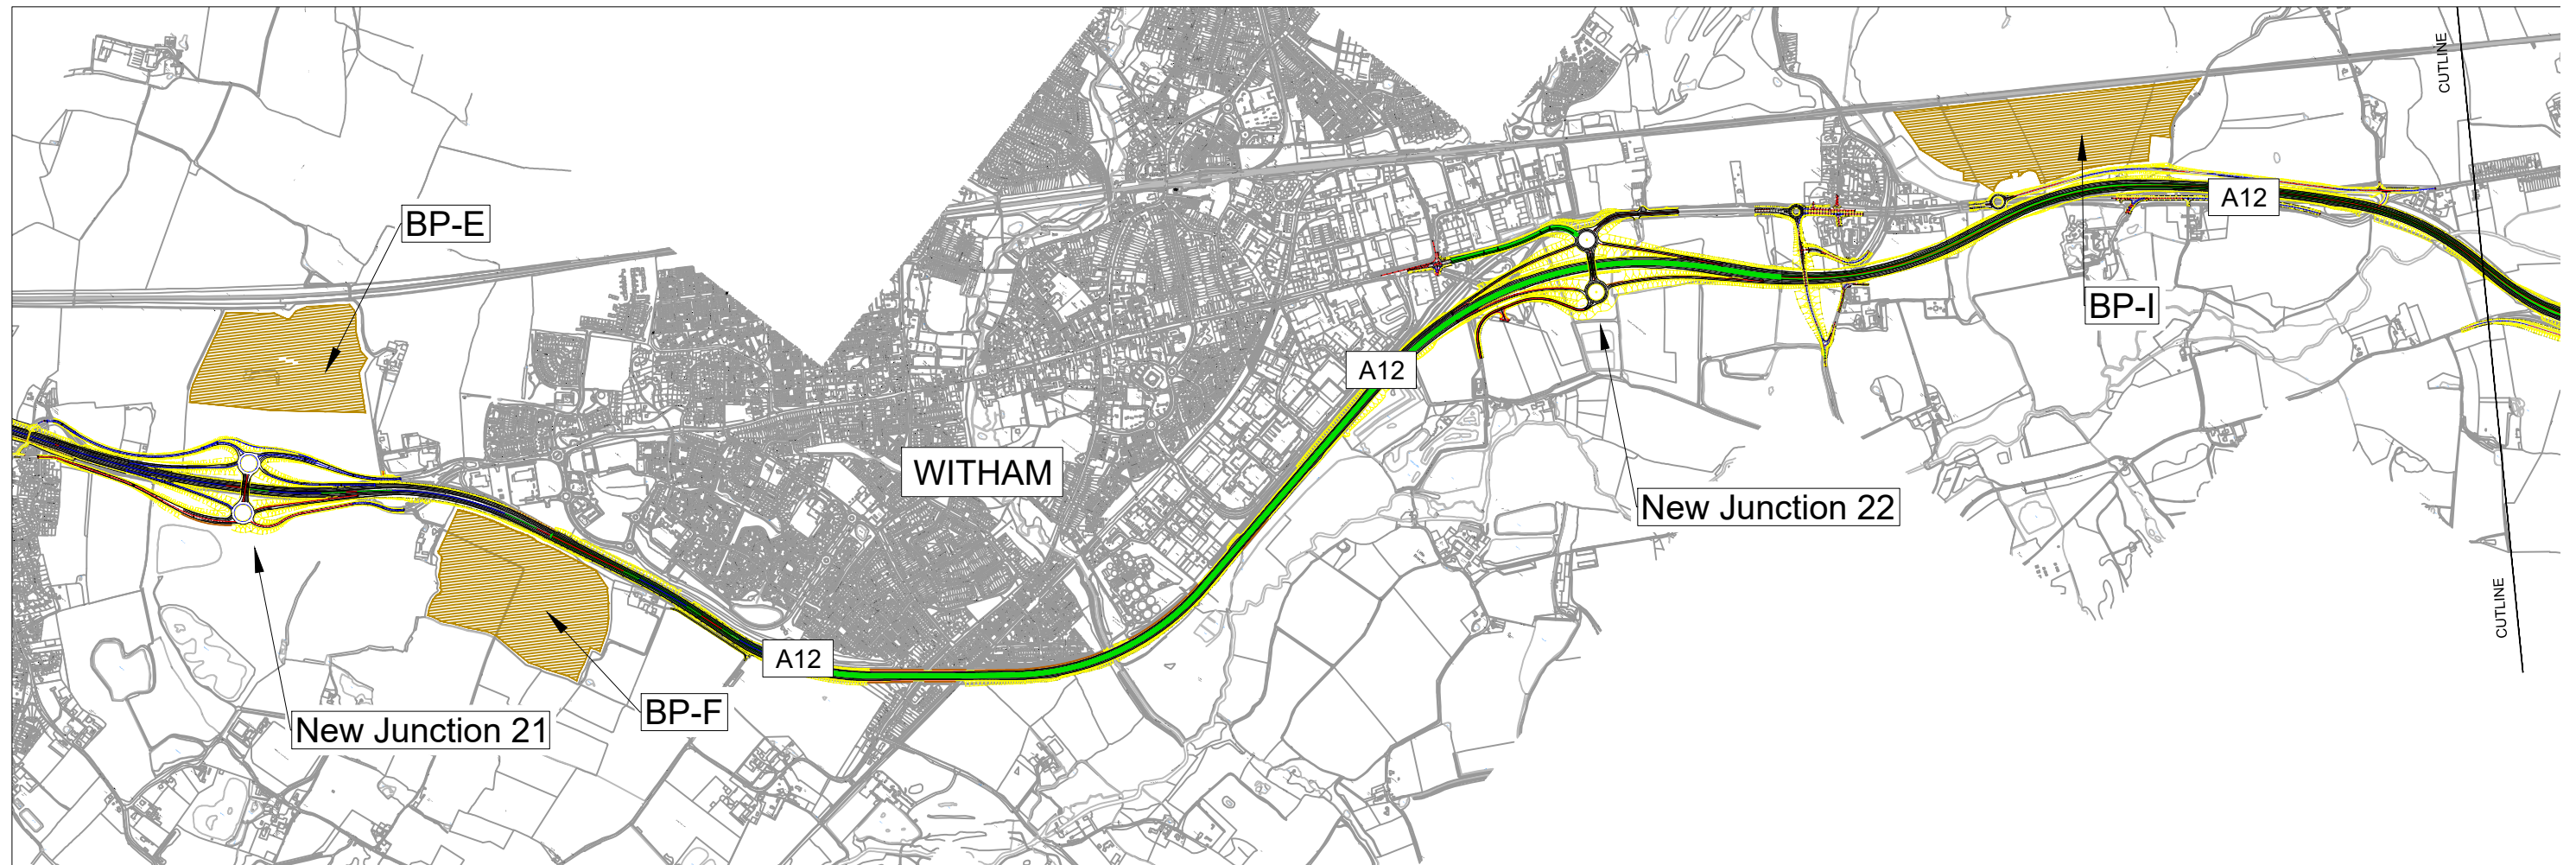 CUTLINE
BP-E
A12
BP-I
A12
WITHAM
New Junction 22
CUTLINE
A12
BP-F
New Junction 21